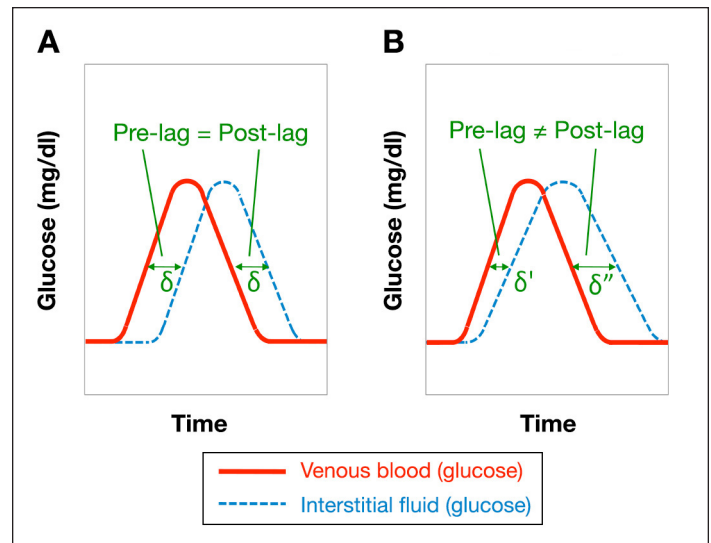 A
B
Pre-lag = Post-lag
Pre-lag ≠ Post-lag
Glucose (mg/dl)
Glucose (mg/dl)
δ
δ
δ'
δ”
Time
Time
Venous blood (glucose)
Interstitial fluid (glucose)